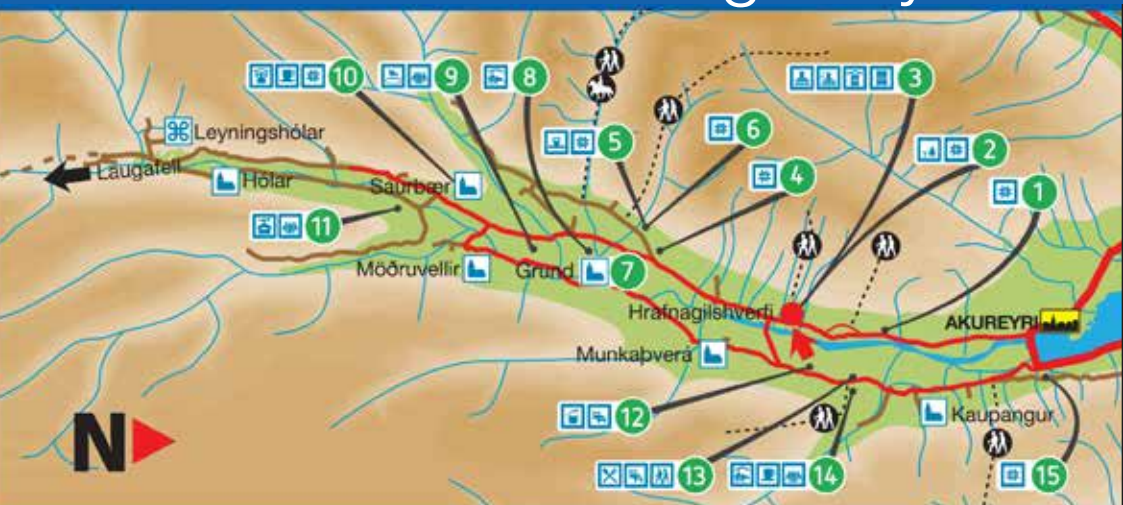 10
9
8
3
5
6
2
Leyningshólar
4
1
Laugafell
Hólar
Saurbær
11
Möðruvellir
Grund
7
Hrafnagilshverfi
AKUREYRI
Munkaþverá
N
12
Kaupangur
13
14
15